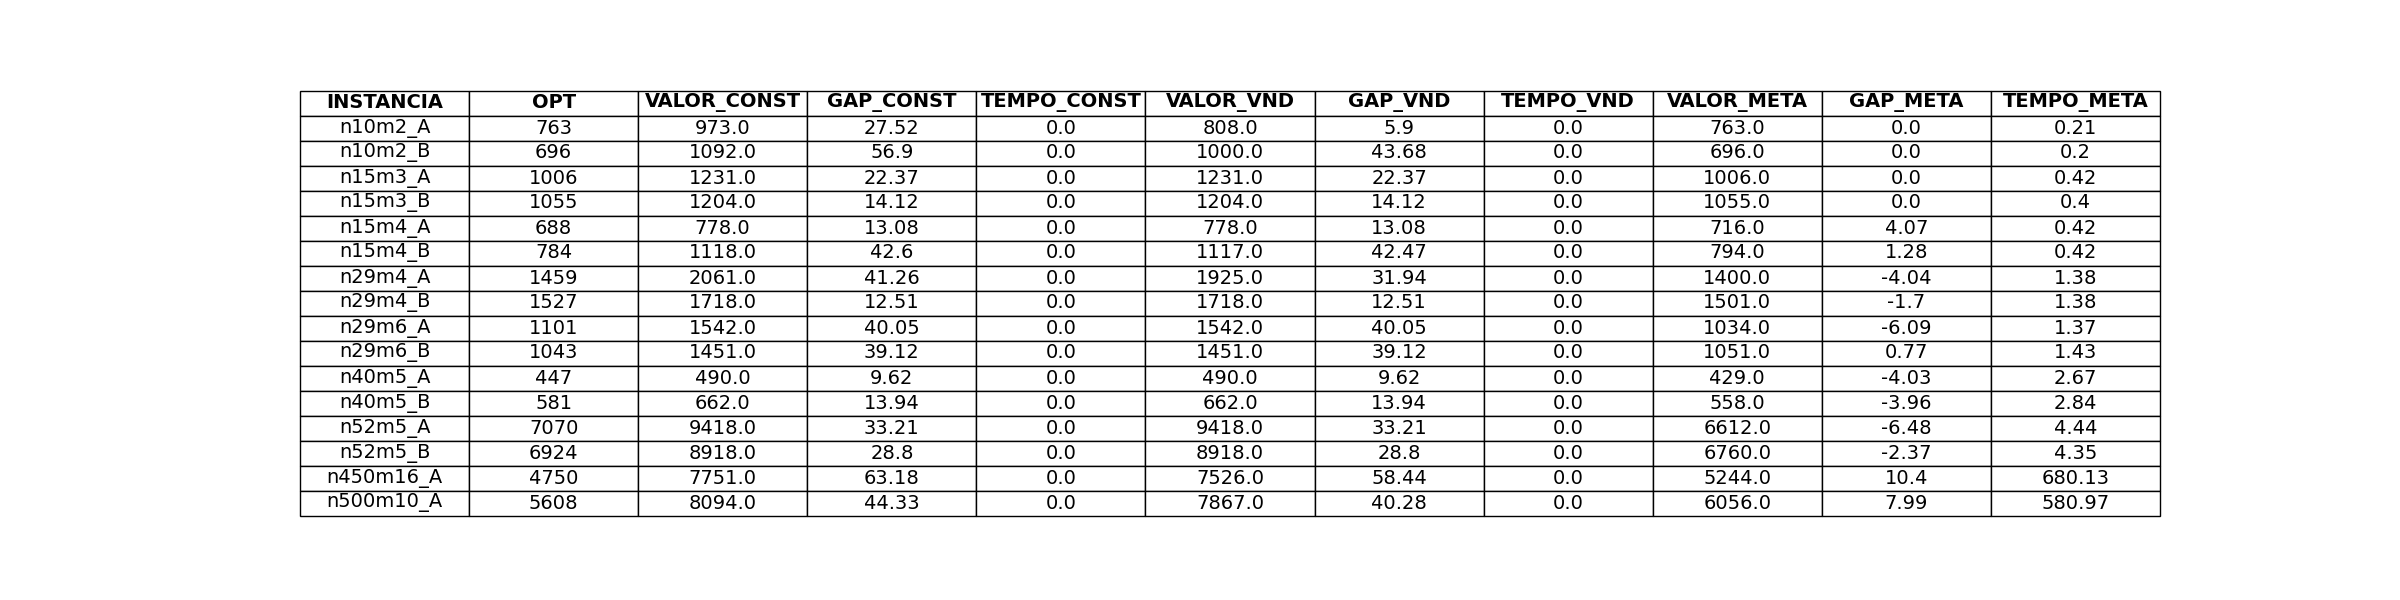 INSTANCIA OPT VALOR_CONST GAP_CONST TEMPO_CONST VALOR_VND GAP_VND TEMPO_VND VALOR_META GAP_META TEMPO_META
n10m2_A 763 973.0 27.52 0.0 808.0 5.9 0.0 763.0 0.0 0.21
n10m2_B 696 1092.0 56.9 0.0 1000.0 43.68 0.0 696.0 0.0 0.2
n15m3_A 1006 1231.0 22.37 0.0 1231.0 22.37 0.0 1006.0 0.0 0.42
n15m3_B 1055 1204.0 14.12 0.0 1204.0 14.12 0.0 1055.0 0.0 0.4
n15m4_A 688 778.0 13.08 0.0 778.0 13.08 0.0 716.0 4.07 0.42
n15m4_B 784 1118.0 42.6 0.0 1117.0 42.47 0.0 794.0 1.28 0.42
n29m4_A 1459 2061.0 41.26 0.0 1925.0 31.94 0.0 1400.0 -4.04 1.38
n29m4_B 1527 1718.0 12.51 0.0 1718.0 12.51 0.0 1501.0 -1.7 1.38
n29m6_A 1101 1542.0 40.05 0.0 1542.0 40.05 0.0 1034.0 -6.09 1.37
n29m6_B 1043 1451.0 39.12 0.0 1451.0 39.12 0.0 1051.0 0.77 1.43
n40m5_A 447 490.0 9.62 0.0 490.0 9.62 0.0 429.0 -4.03 2.67
n40m5_B 581 662.0 13.94 0.0 662.0 13.94 0.0 558.0 -3.96 2.84
n52m5_A 7070 9418.0 33.21 0.0 9418.0 33.21 0.0 6612.0 -6.48 4.44
n52m5_B 6924 8918.0 28.8 0.0 8918.0 28.8 0.0 6760.0 -2.37 4.35
n450m16_A 4750 7751.0 63.18 0.0 7526.0 58.44 0.0 5244.0 10.4 680.13
n500m10_A 5608 8094.0 44.33 0.0 7867.0 40.28 0.0 6056.0 7.99 580.97